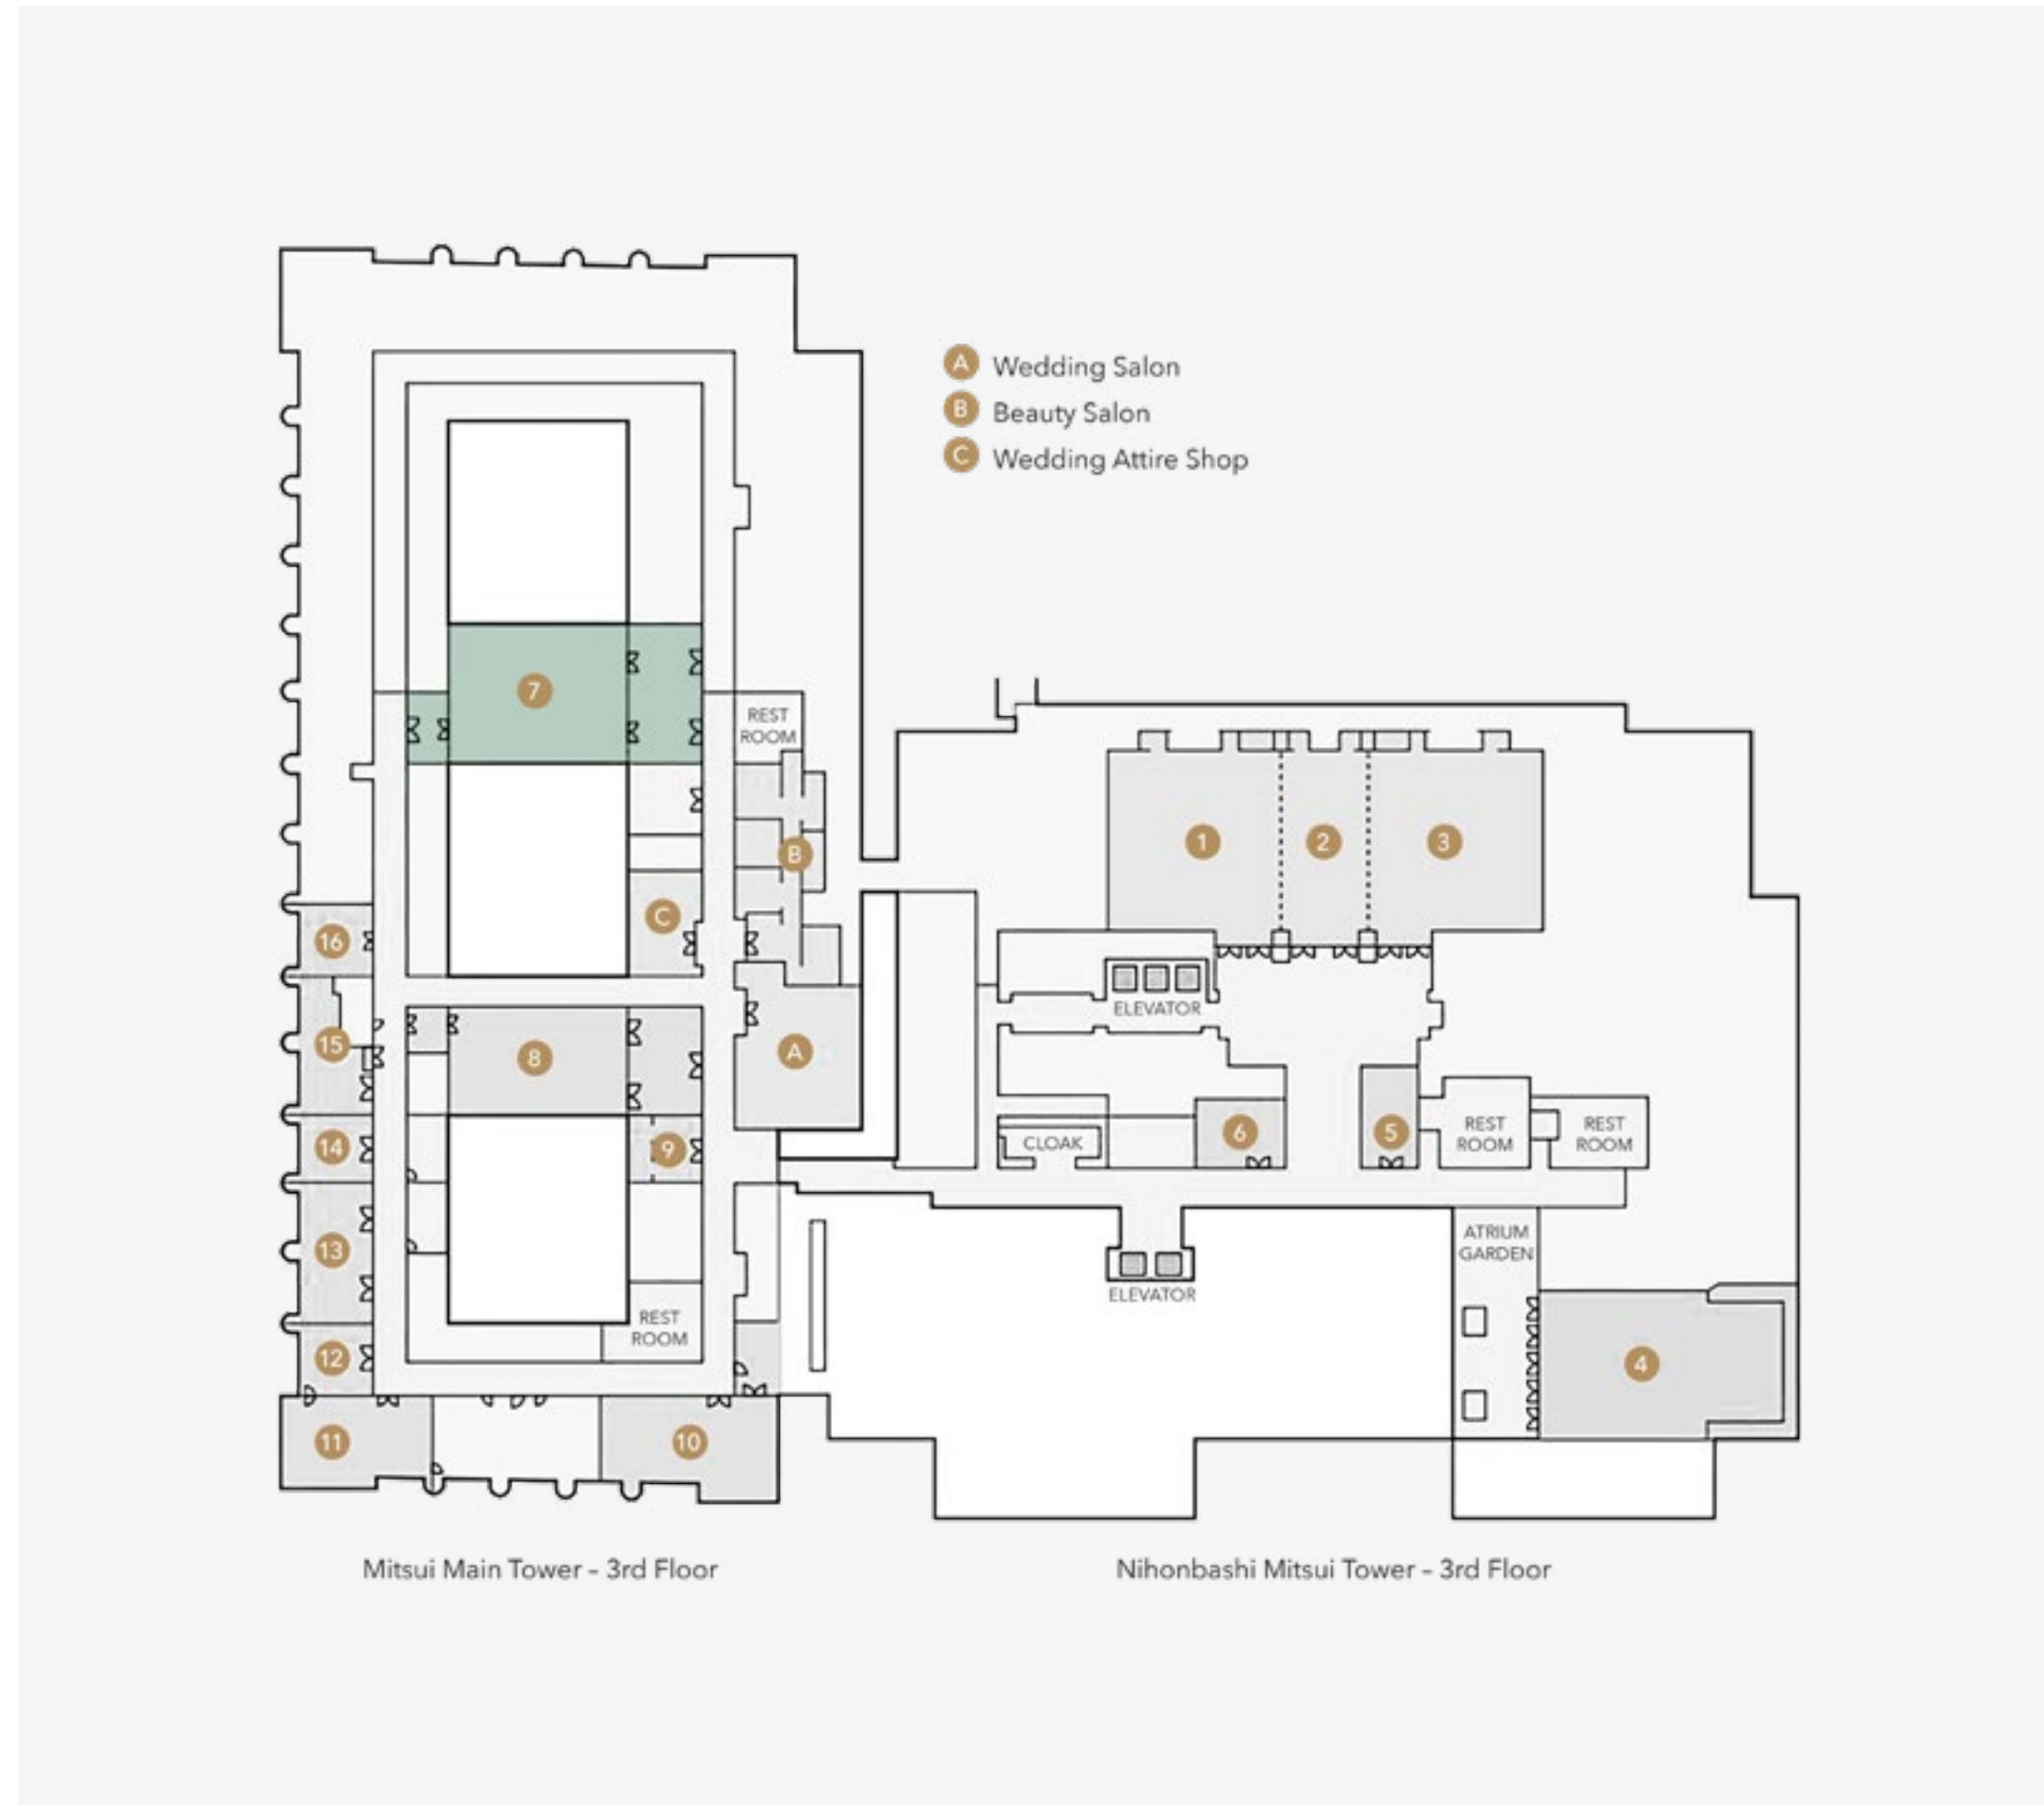 A Wedding Salon
B Beauty Salon
C Wedding Attire Shop
7
REST
ROOM
1
2
3
B
C
16
ELEVATOR
15
8
A
14
9
CLOAK
6
5
REST
ROOM
REST
ROOM
13
ATRIUM
GARDEN
ELEVATOR
REST
ROOM
12
4
11
10
Mitsui Main Tower – 3rd Floor
Nihonbashi Mitsui Tower – 3rd Floor